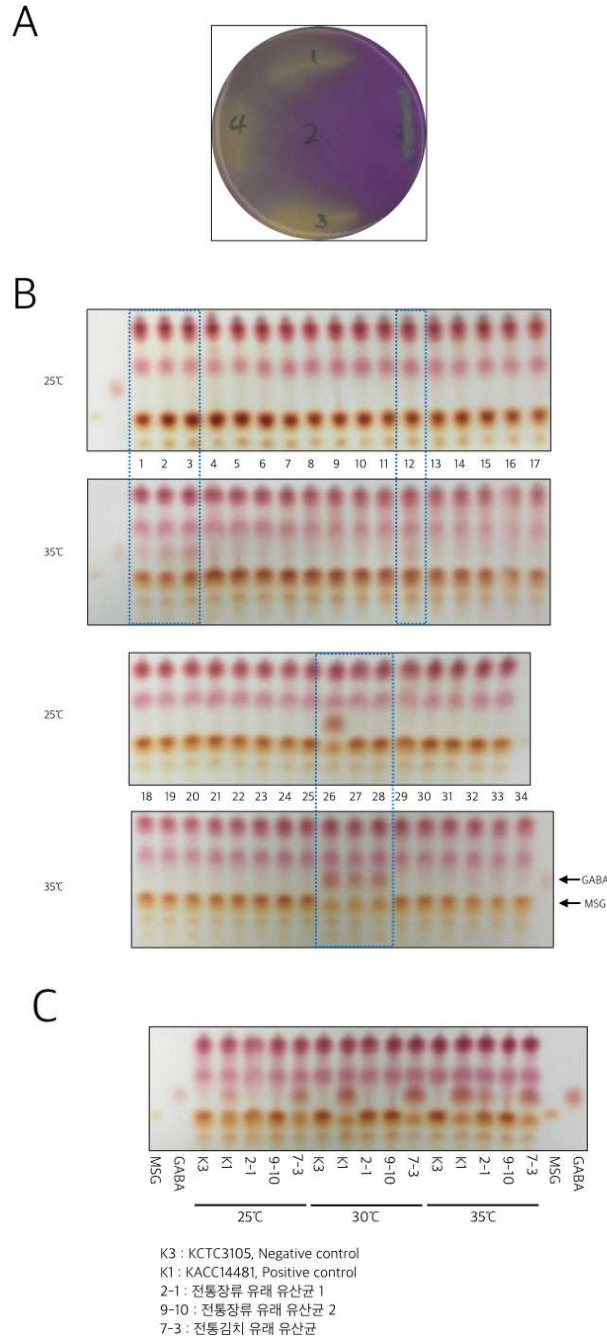 A
1
4
2
3
B
25℃
1 2 3 4 5 6 7 8 9 10 11 12 13 14 15 16 17
35℃
25℃
18 19 20 21 22 23 24 25 26 27 28 29 30 31 32 33 34
35℃
←GABA
←MSG
C
MSG GABA K3 K1 2-1 9-10 7-3 K3 K1 2-1 9-10 7-3 K3 K1 2-1 9-10 7-3 MSG GABA
25℃ 30℃ 35℃
K3 : KCTC3105, Negative control
K1 : KACC14481, Positive control
2-1 : 전통장류 유래 유산균 1
9-10 : 전통장류 유래 유산균 2
7-3 : 전통김치 유래 유산균